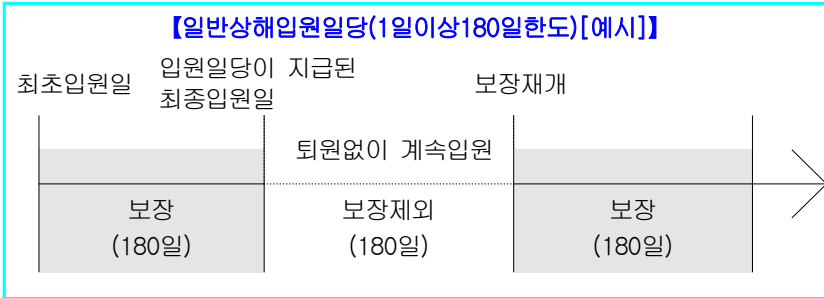 【일반상해입원일당(1일이상180일한도)[예시]】
최초입원일
입원일당이 지급된
최종입원일
보장재개
퇴원없이 계속입원
보장
(180일)
보장제외
(180일)
보장
(180일)